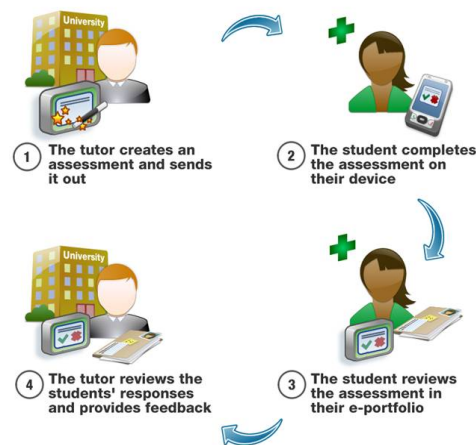 University
1 The tutor creates an
assessment and sends
it out
2 The student completes
the assessment on
their device
University
4 The tutor reviews the
students' responses
and provides feedback
3 The student reviews
the assessment in
their e-portfolio